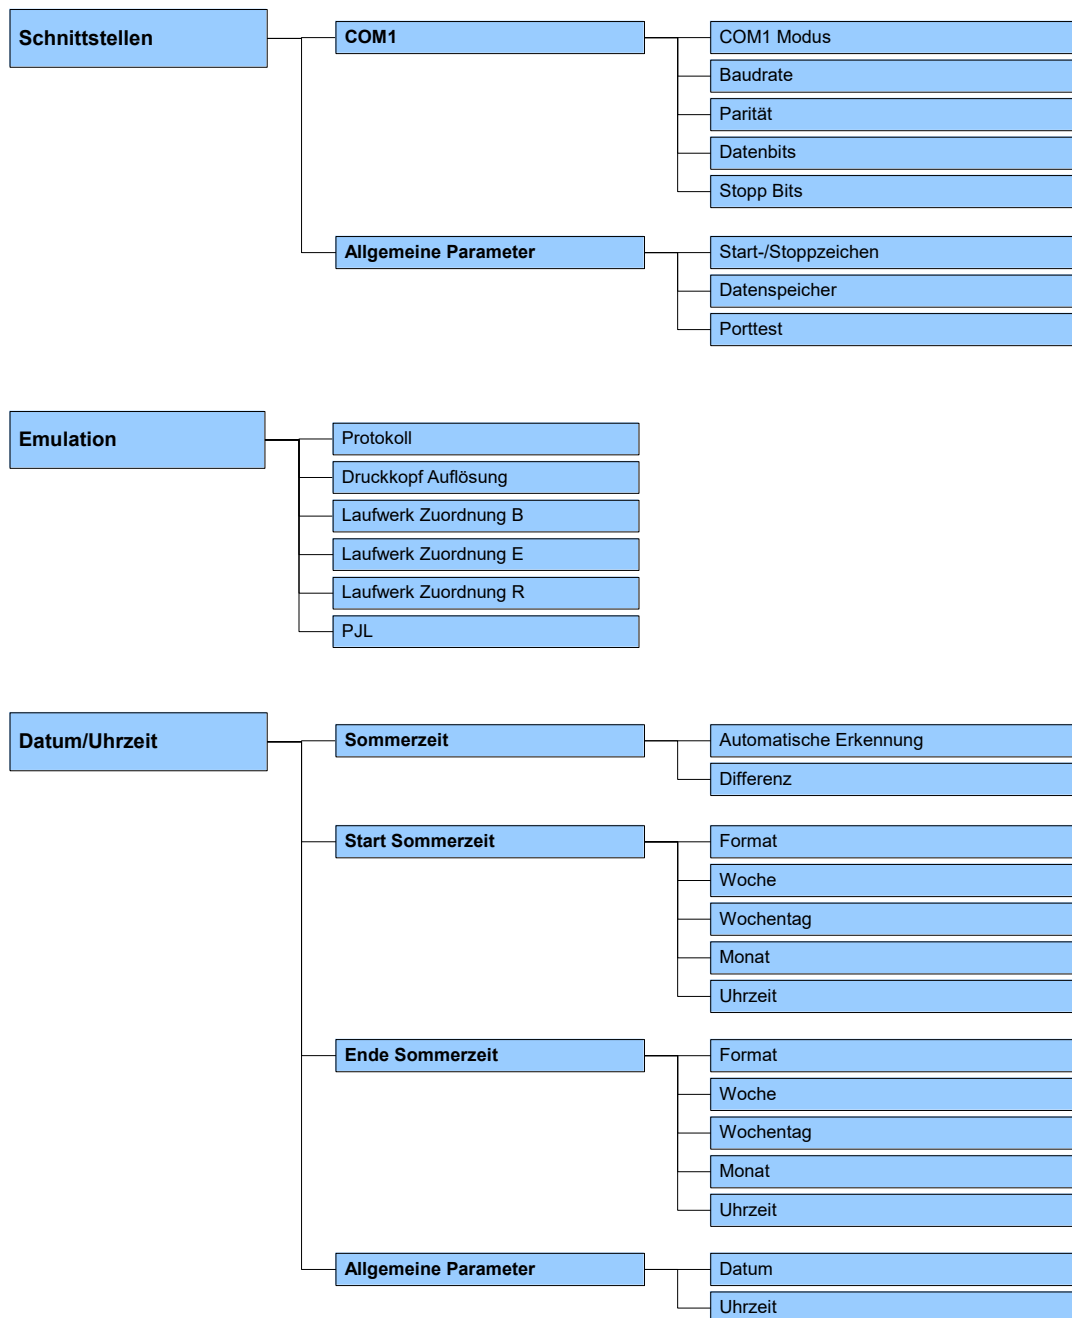 Schnittstellen
COM1
COM1 Modus
Baudrate
Parität
Datenbits
Stopp Bits
Allgemeine Parameter
Start-/Stoppzeichen
Datenspeicher
Porttest
Emulation
Protokoll
Druckkopf Auflösung
Laufwerk Zuordnung B
Laufwerk Zuordnung E
Laufwerk Zuordnung R
PJL
Datum/Uhrzeit
Sommerzeit
Automatische Erkennung
Differenz
Start Sommerzeit
Format
Woche
Wochentag
Monat
Uhrzeit
Ende Sommerzeit
Format
Woche
Wochentag
Monat
Uhrzeit
Allgemeine Parameter
Datum
Uhrzeit